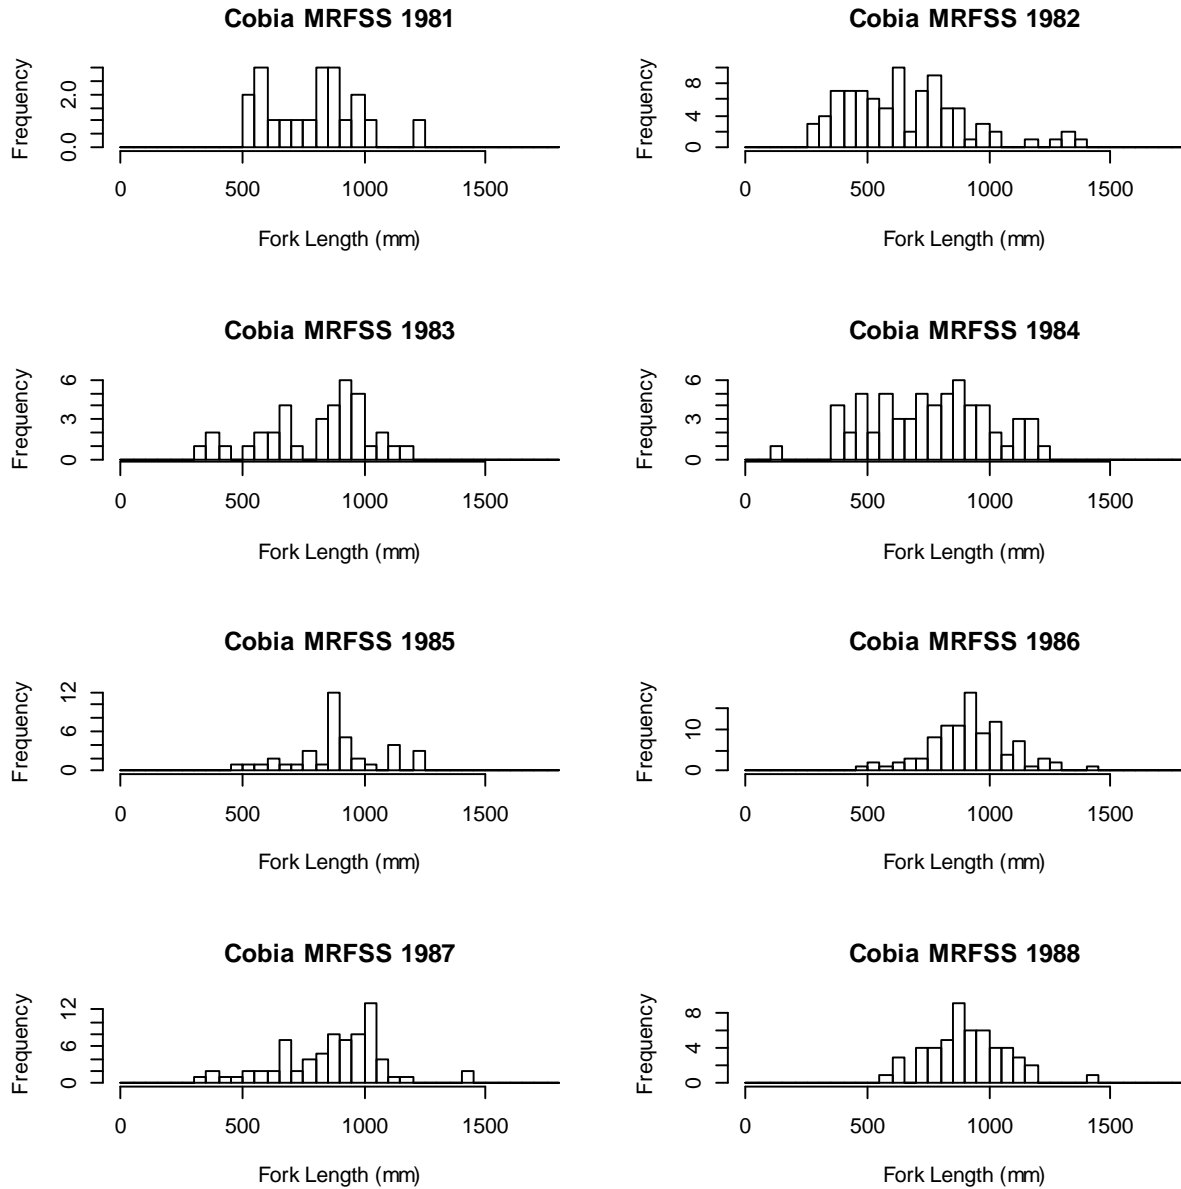 Cobia MRFSS 1981
Frequency
0.0 2.0
0 500 1000 1500
Fork Length (mm)
Cobia MRFSS 1982
Frequency
0 4 8
0 500 1000 1500
Fork Length (mm)
Cobia MRFSS 1983
Frequency
0 3 6
0 500 1000 1500
Fork Length (mm)
Cobia MRFSS 1984
Frequency
0 3 6
0 500 1000 1500
Fork Length (mm)
Cobia MRFSS 1985
Frequency
0 6 12
0 500 1000 1500
Fork Length (mm)
Cobia MRFSS 1986
Frequency
0 10
0 500 1000 1500
Fork Length (mm)
Cobia MRFSS 1987
Frequency
0 6 12
0 500 1000 1500
Fork Length (mm)
Cobia MRFSS 1988
Frequency
0 4 8
0 500 1000 1500
Fork Length (mm)